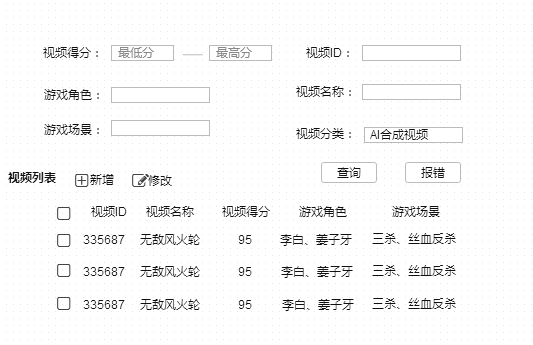 视频得分： 最低分 —— 最高分 视频ID：
游戏角色： 视频名称：
游戏场景： 视频分类： AI合成视频
查询 报错
视频列表 新增 修改
视频ID 视频名称 视频得分 游戏角色 游戏场景
335687 无敌风火轮 95 李白、姜子牙 三杀、丝血反杀
335687 无敌风火轮 95 李白、姜子牙 三杀、丝血反杀
335687 无敌风火轮 95 李白、姜子牙 三杀、丝血反杀